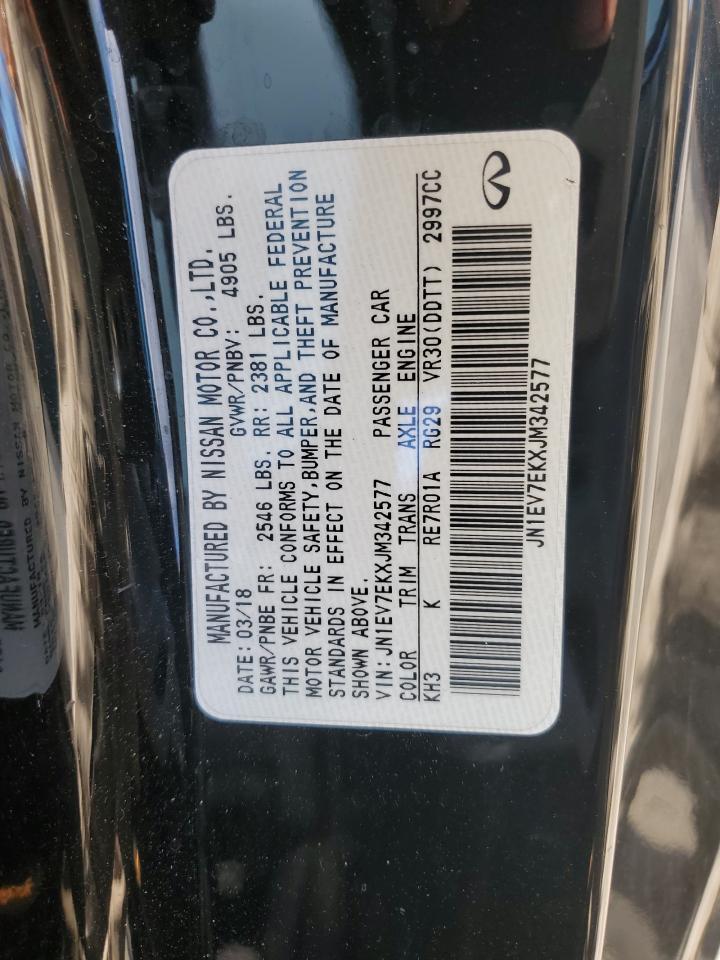 MANUFACTURED BY NISSAN MOTOR CO.,LTD.
DATE: 03/18 GVWR/PNBV: 4905 LBS.
GAWR/PNBE FR: 2546 LBS. RR: 2381 LBS.
THIS VEHICLE CONFORMS TO ALL APPLICABLE FEDERAL
MOTOR VEHICLE SAFETY,BUMPER,AND THEFT PREVENTION
STANDARDS IN EFFECT ON THE DATE OF MANUFACTURE
SHOWN ABOVE.
VIN: JN1EV7EKXJM342577 PASSENGER CAR
COLOR TRIM TRANS AXLE ENGINE
KH3 K RE7R01A RG29 VR30(DDTT) 2997CC
JN1EV7EKXJM342577